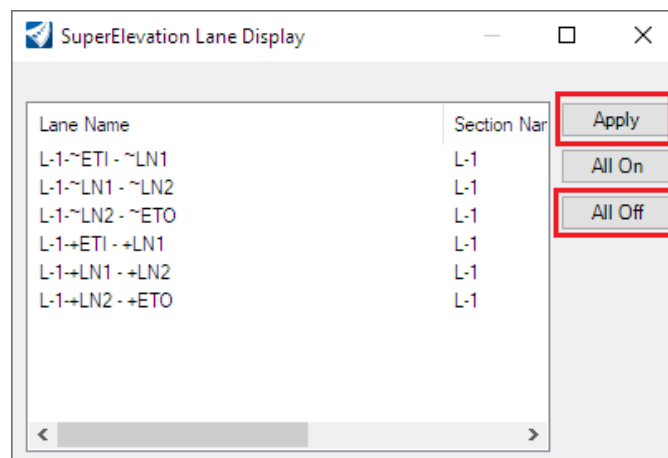 SuperElevation Lane Display
Lane Name Section Nar
L-1-~ETI - ~LN1 L-1
L-1-~LN1 - ~LN2 L-1
L-1-~LN2 - ~ETO L-1
L-1-+ETI - +LN1 L-1
L-1-+LN1 - +LN2 L-1
L-1-+LN2 - +ETO L-1
Apply
All On
All Off